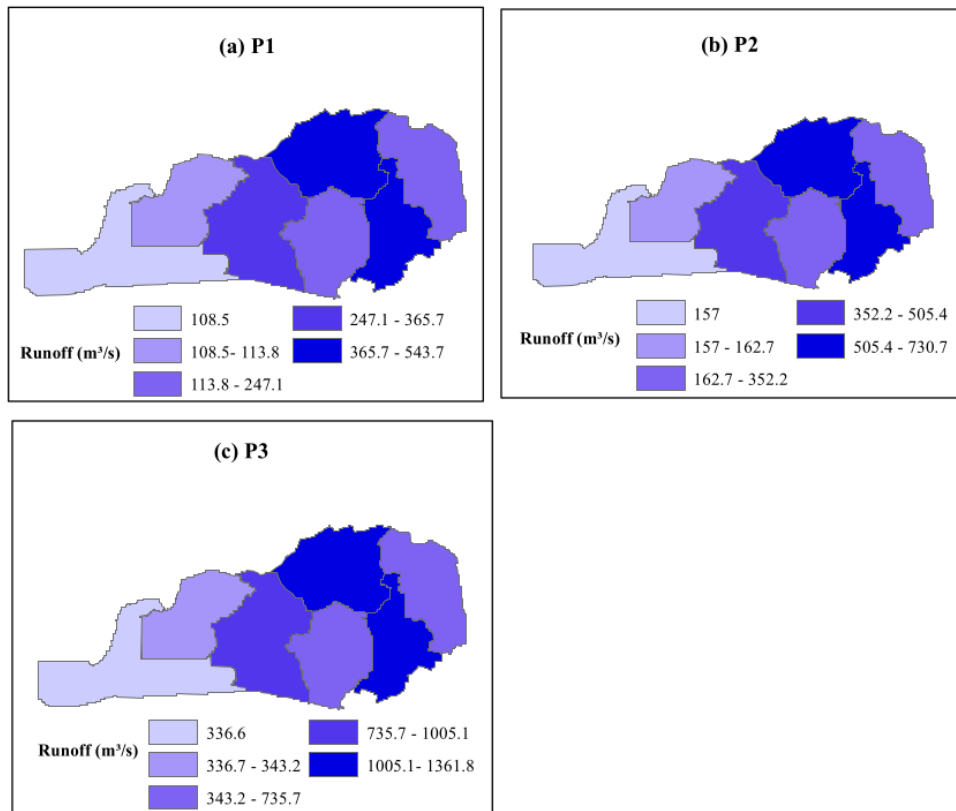 (a) P1
108.5
108.5- 113.8
113.8 - 247.1
247.1 - 365.7
365.7 - 543.7
Runoff (m³/s)
(b) P2
157
157 - 162.7
162.7 - 352.2
352.2 - 505.4
505.4 - 730.7
Runoff (m³/s)
(c) P3
336.6
336.7 - 343.2
343.2 - 735.7
735.7 - 1005.1
1005.1- 1361.8
Runoff (m³/s)